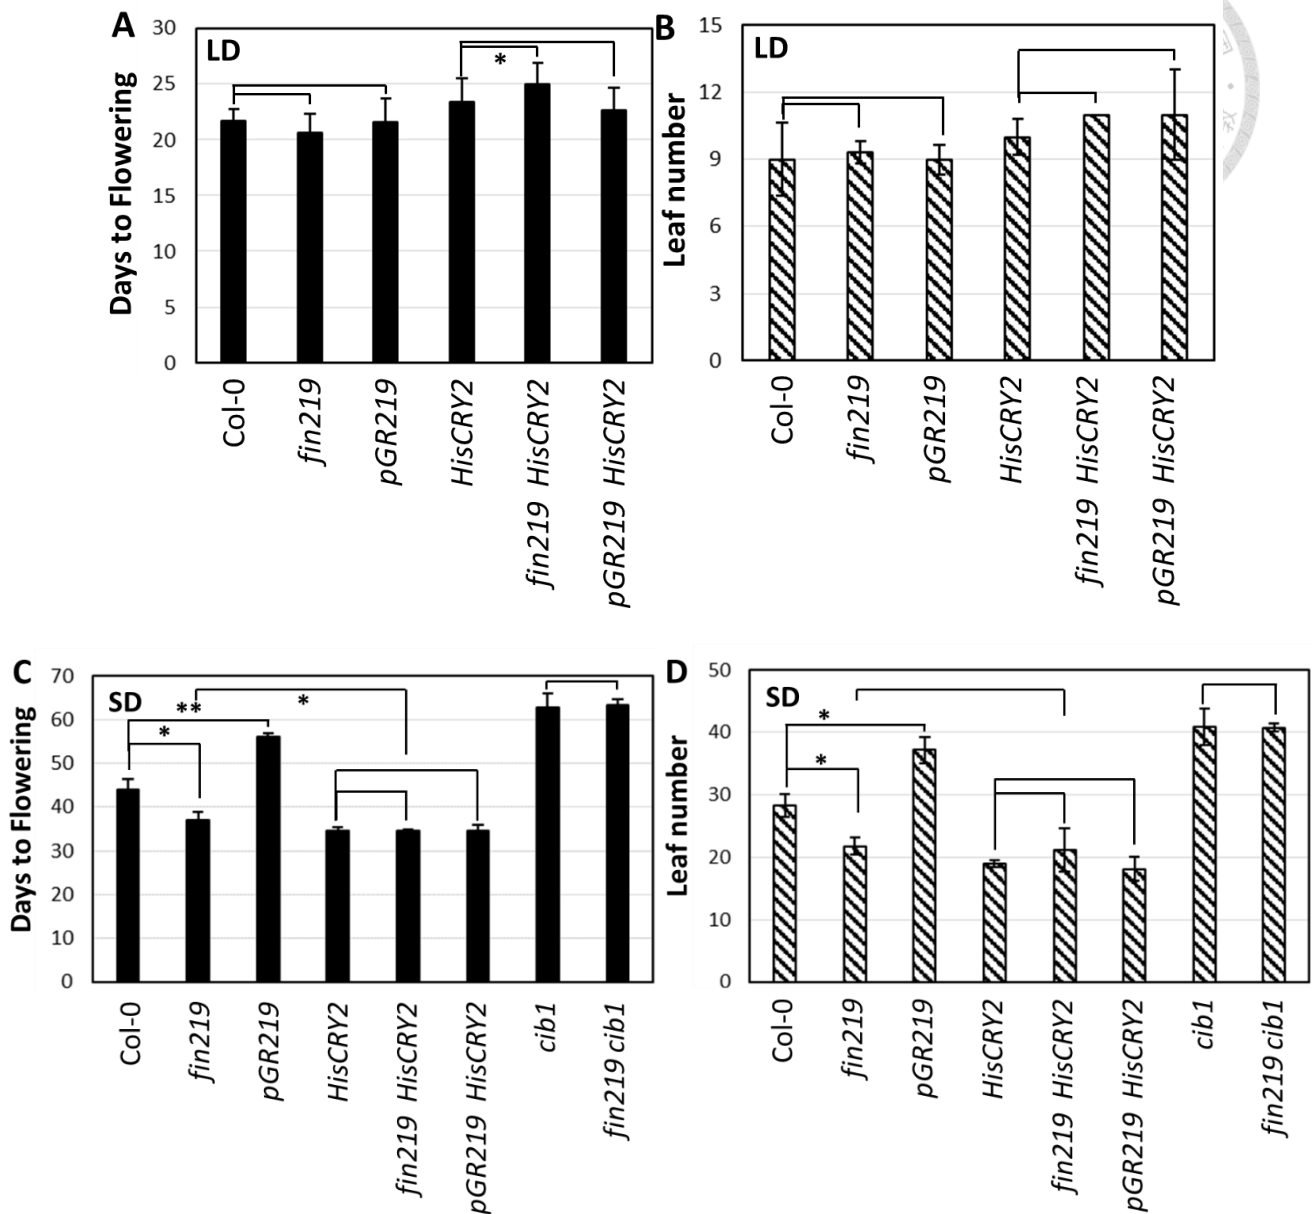 A
LD
Days to Flowering
30
25
20
15
10
5
0
*
Col-0
fin219
pGR219
HisCRY2
fin219 HisCRY2
pGR219 HisCRY2
B
LD
Leaf number
15
12
9
6
3
0
Col-0
fin219
pGR219
HisCRY2
fin219 HisCRY2
pGR219 HisCRY2
C
SD
Days to Flowering
70
60
50
40
30
20
10
0
**
*
*
Col-0
fin219
pGR219
HisCRY2
fin219 HisCRY2
pGR219 HisCRY2
cib1
fin219 cib1
D
SD
Leaf number
50
40
30
20
10
0
*
*
Col-0
fin219
pGR219
HisCRY2
fin219 HisCRY2
pGR219 HisCRY2
cib1
fin219 cib1